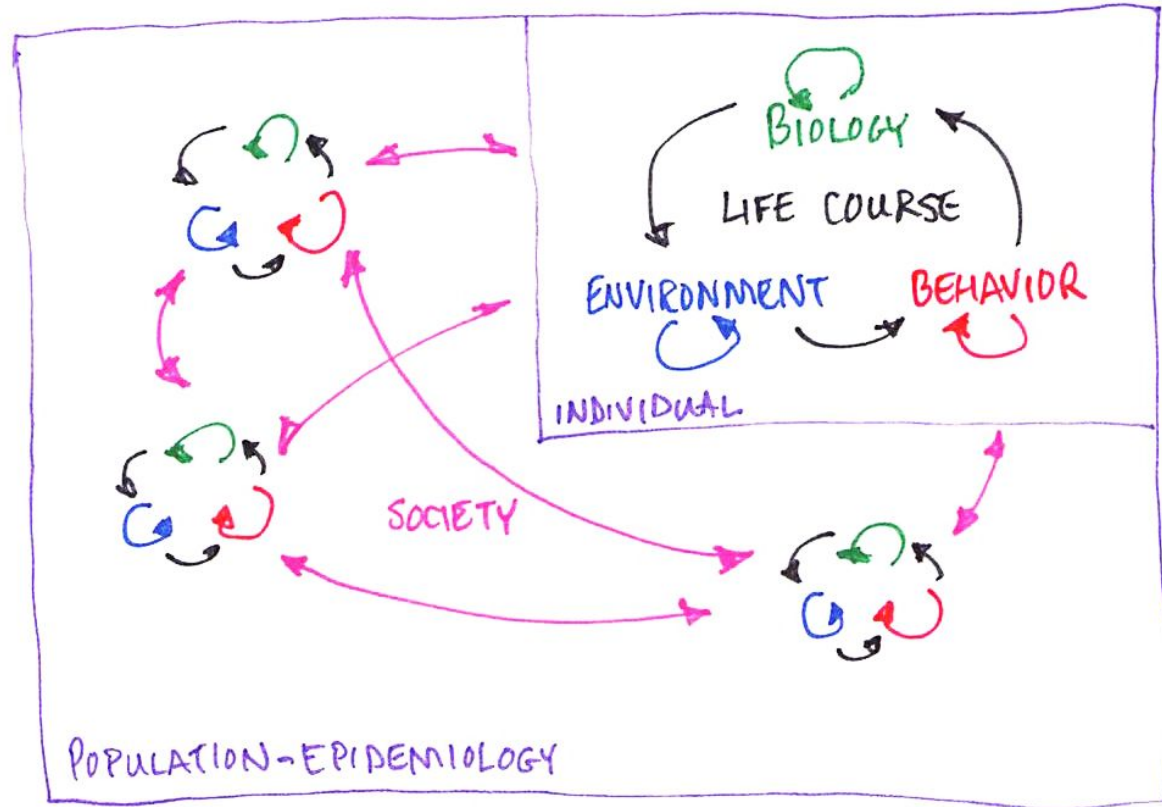 BIOLOGY
LIFE COURSE
ENVIRONMENT BEHAVIOR
INDIVIDUAL
SOCIETY
POPULATION-EPIDEMIOLOGY